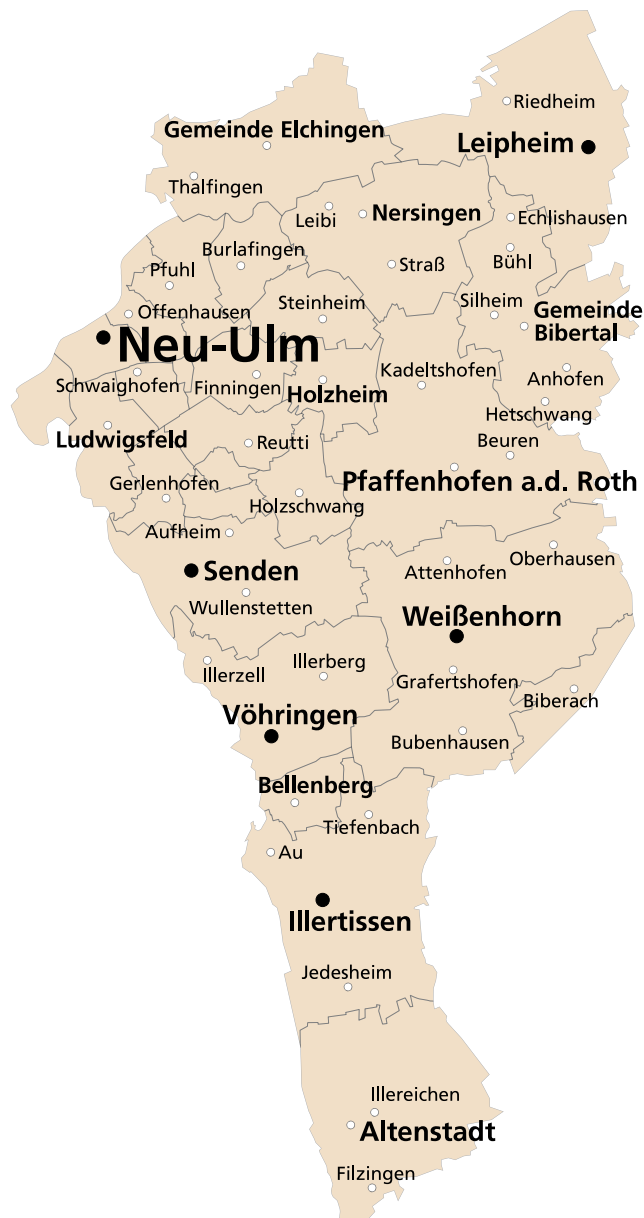 Riedheim
Gemeinde Elchingen
Leipheim
Thalfingen
Leibi
Nersingen
Echlishausen
Burlafingen
Bühl
Pfuhl
Straß
Steinheim
Silheim
Offenhausen
Gemeinde
Bibertal
Neu-Ulm
Kadeltshofen
Anhofen
Schwaighofen
Finningen
Holzheim
Hetschwang
Ludwigsfeld
Reutti
Beuren
Gerlenhofen
Pfaffenhofen a.d. Roth
Holzschwang
Aufheim
Oberhausen
Senden
Attenhofen
Wullenstetten
Weißenhorn
Illerzell
Illerberg
Grafertshofen
Biberach
Vöhringen
Bubenhausen
Bellenberg
Tiefenbach
Au
Illertissen
Jedesheim
Illereichen
Altenstadt
Filzingen